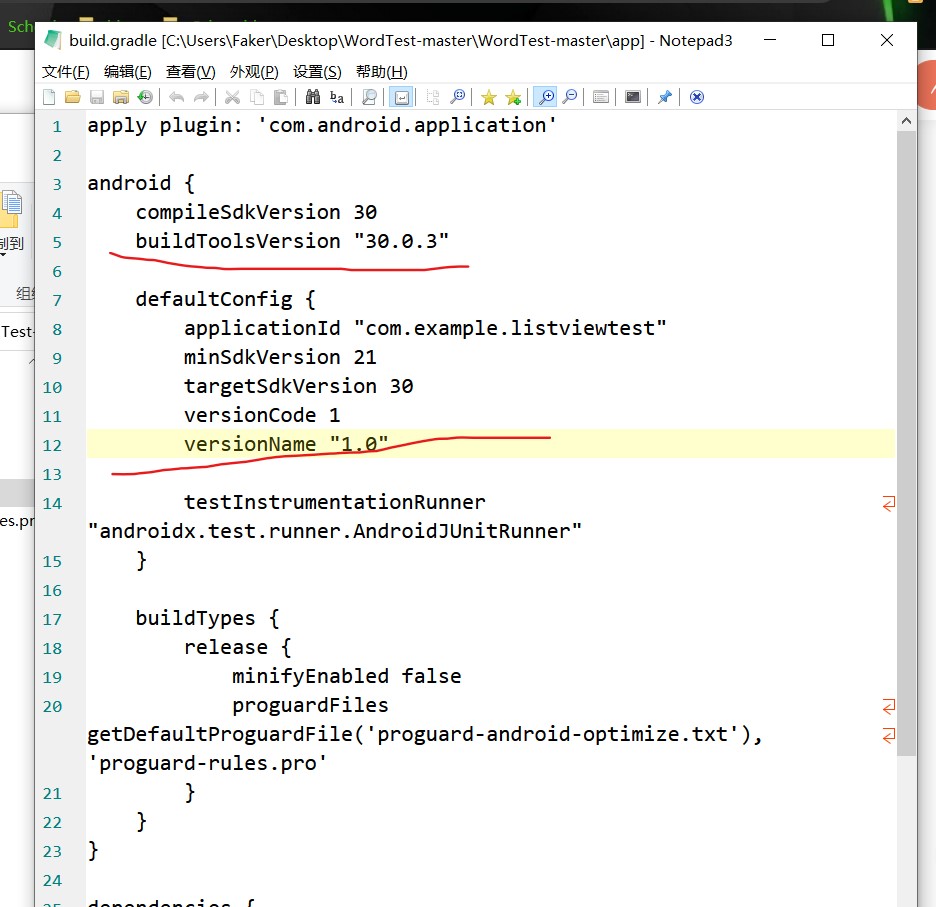 Sch
build.gradle [C:\Users\Faker\Desktop\WordTest-master\WordTest-master\app] - Notepad3
文件(F) 编辑(E) 查看(V) 外观(P) 设置(S) 帮助(H)
制到
组织
Test-
es.pr
1 apply plugin: 'com.android.application'
2
3 android {
4 compileSdkVersion 30
5 buildToolsVersion "30.0.3"
6
7 defaultConfig {
8 applicationId "com.example.listviewtest"
9 minSdkVersion 21
10 targetSdkVersion 30
11 versionCode 1
12 versionName "1.0"
13
14 testInstrumentationRunner
"androidx.test.runner.AndroidJUnitRunner"
15 }
16
17 buildTypes {
18 release {
19 minifyEnabled false
20 proguardFiles
getDefaultProguardFile('proguard-android-optimize.txt'),
'proguard-rules.pro'
21 }
22 }
23 }
24
25 dependencies {